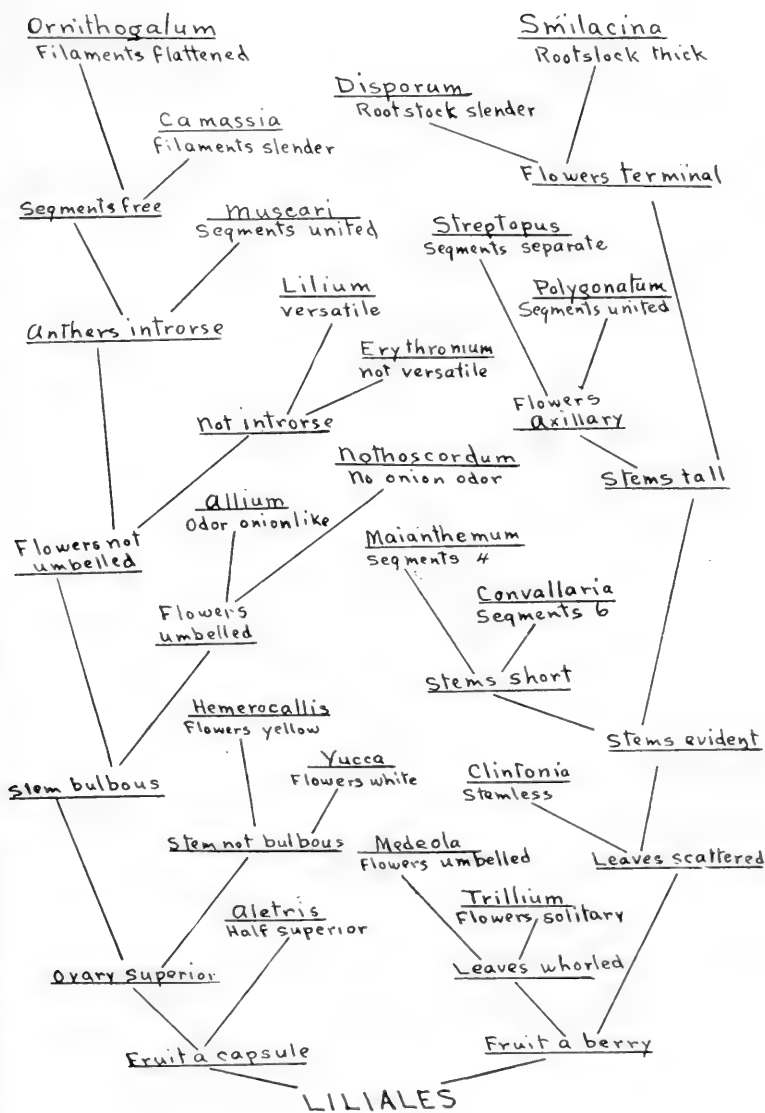 Ornithogalum
Filaments flattened
Smilacina
Rootstock thick
Disporum
Rootstock slender
Camassia
Filaments slender
Flowers terminal
Segments free
Muscari
Segments united
Streptopus
Segments separate
Lilium
versatile
Polygonatum
Segments united
Anthers introrse
Erythronium
not versatile
Flowers
axillary
Not introrse
Nothoscordum
No onion odor
Stems tall
Allium
Odor onionlike
Maianthemum
Segments 4
Flowers not
umbelled
Convallaria
Segments 6
Flowers
umbelled
Stems short
Hemerocallis
Flowers yellow
Stems evident
Yucca
Flowers white
Clintonia
Stemless
Stem bulbous
Stem not bulbous
Medeola
Flowers umbelled
Leaves scattered
Aletris
Half superior
Trillium
Flowers solitary
Ovary superior
Leaves whorled
Fruit a capsule
Fruit a berry
LILIALES